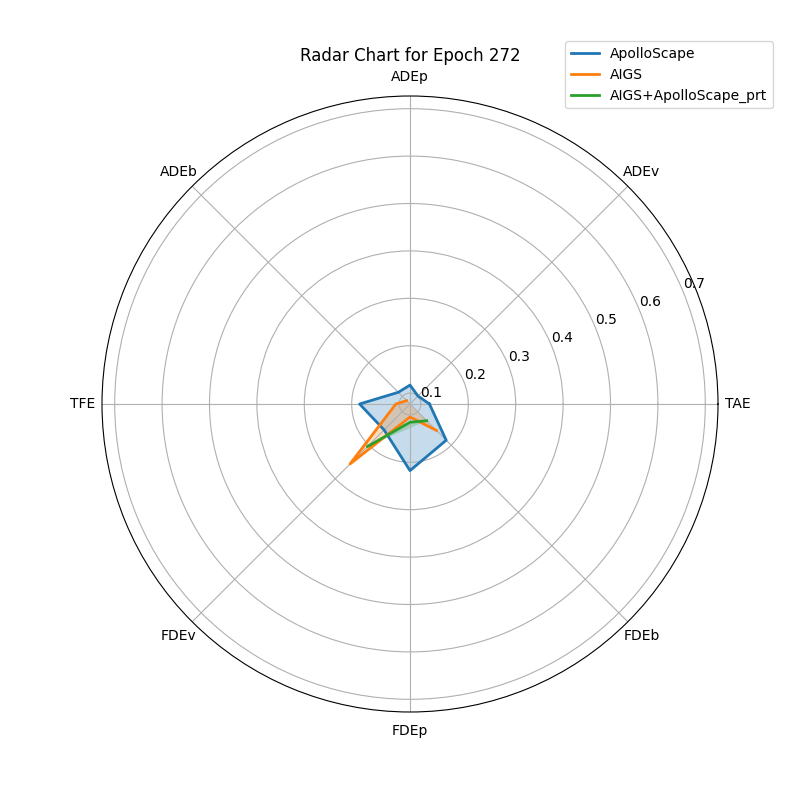 Radar Chart for Epoch 272
ApolloScape
AIGS
AIGS+ApolloScape_prt
ADEp
ADEb
ADEv
0.7
0.6
0.5
0.4
0.3
0.2
0.1
TFE
TAE
FDEv
FDEb
FDEp